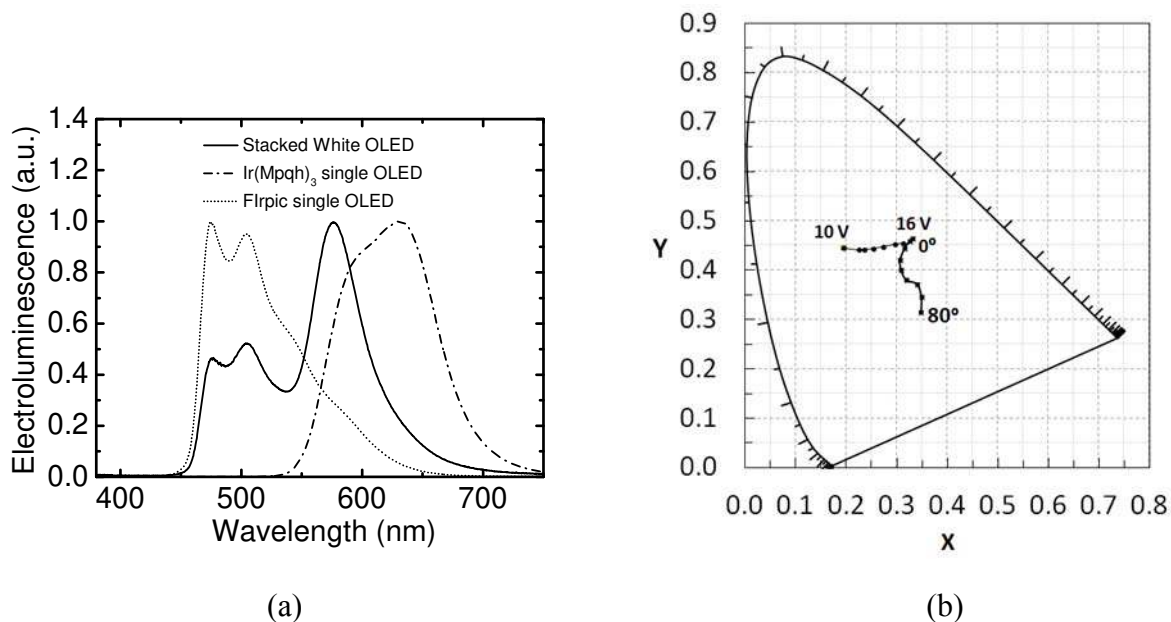 1.4
1.2
1.0
0.8
0.6
0.4
0.2
0.0
Electroluminescence (a.u.)
Stacked White OLED
Ir(Mpqh)₃ single OLED
FIrpic single OLED
400 500 600 700
Wavelength (nm)
(a)
0.9
0.8
0.7
0.6
0.5
0.4
0.3
0.2
0.1
0.0
Y
10 V
16 V
0º
80º
0.0 0.1 0.2 0.3 0.4 0.5 0.6 0.7 0.8
X
(b)